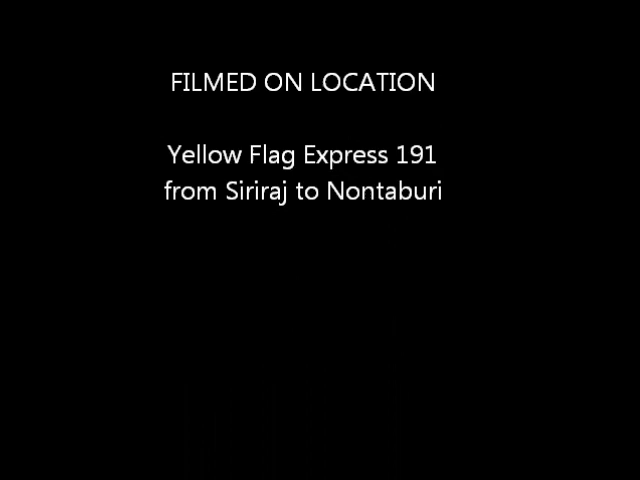 FILMED ON LOCATION
Yellow Flag Express 191
from Siriraj to Nontaburi